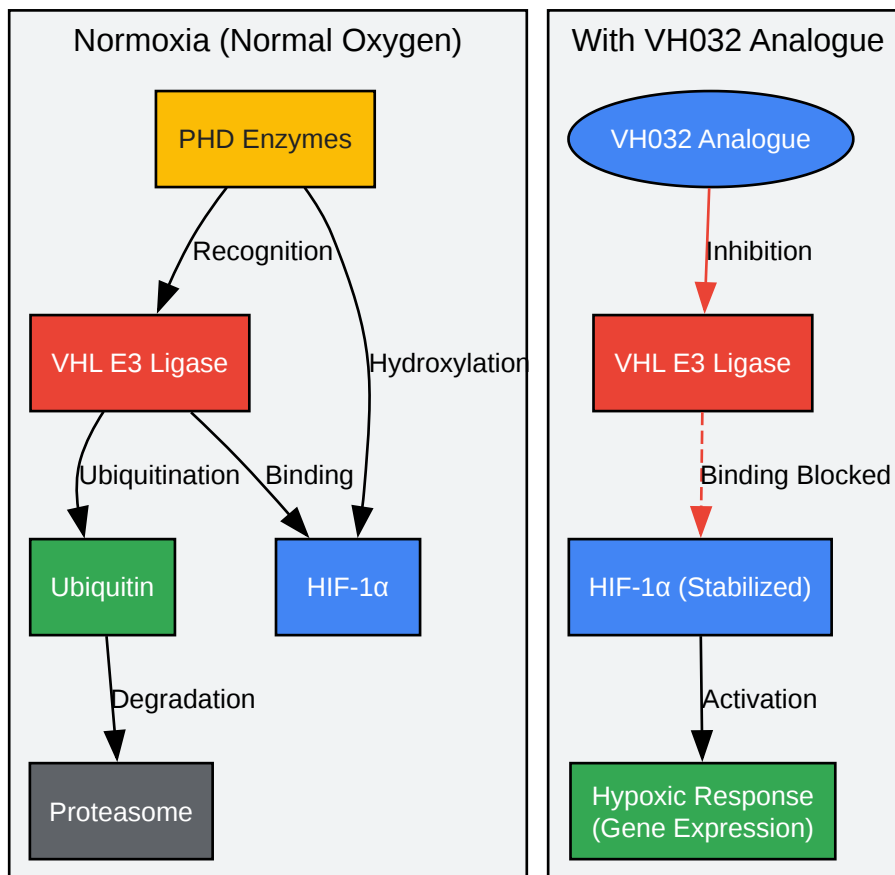 Normoxia (Normal Oxygen)
PHD Enzymes
Recognition
Hydroxylation
VHL E3 Ligase
Ubiquitination
Binding
Ubiquitin
HIF-1α
Degradation
Proteasome
With VH032 Analogue
VH032 Analogue
Inhibition
VHL E3 Ligase
Binding Blocked
HIF-1α (Stabilized)
Activation
Hypoxic Response
(Gene Expression)